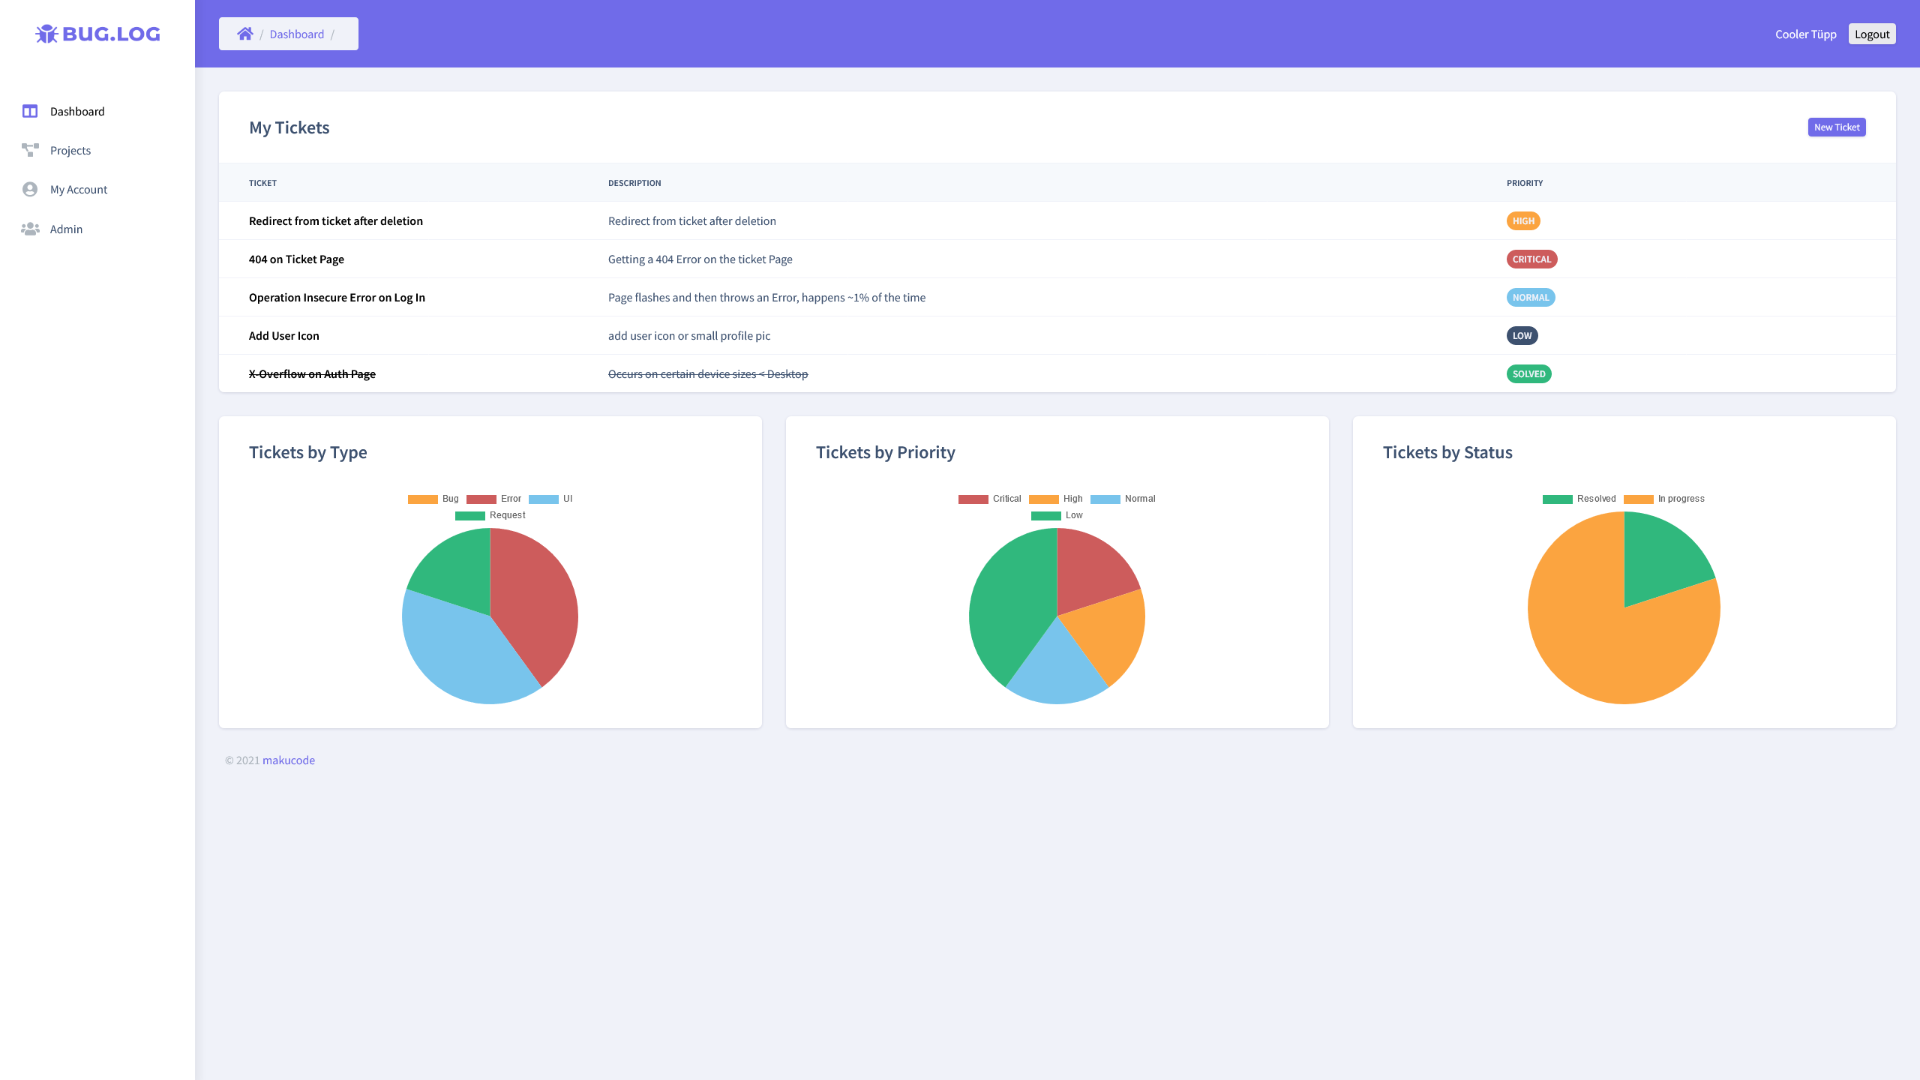 BUG.LOG
/ Dashboard /
Cooler Tüpp
Logout
Dashboard
Projects
My Account
Admin
My Tickets
New Ticket
TICKET DESCRIPTION PRIORITY
Redirect from ticket after deletion Redirect from ticket after deletion HIGH
404 on Ticket Page Getting a 404 Error on the ticket Page CRITICAL
Operation Insecure Error on Log In Page flashes and then throws an Error, happens ~1% of the time NORMAL
Add User Icon add user icon or small profile pic LOW
X-Overflow on Auth Page Occurs on certain device sizes < Desktop SOLVED
Tickets by Type
Bug Error UI
Request
Tickets by Priority
Critical High Normal
Low
Tickets by Status
Resolved In progress
© 2021 makucode